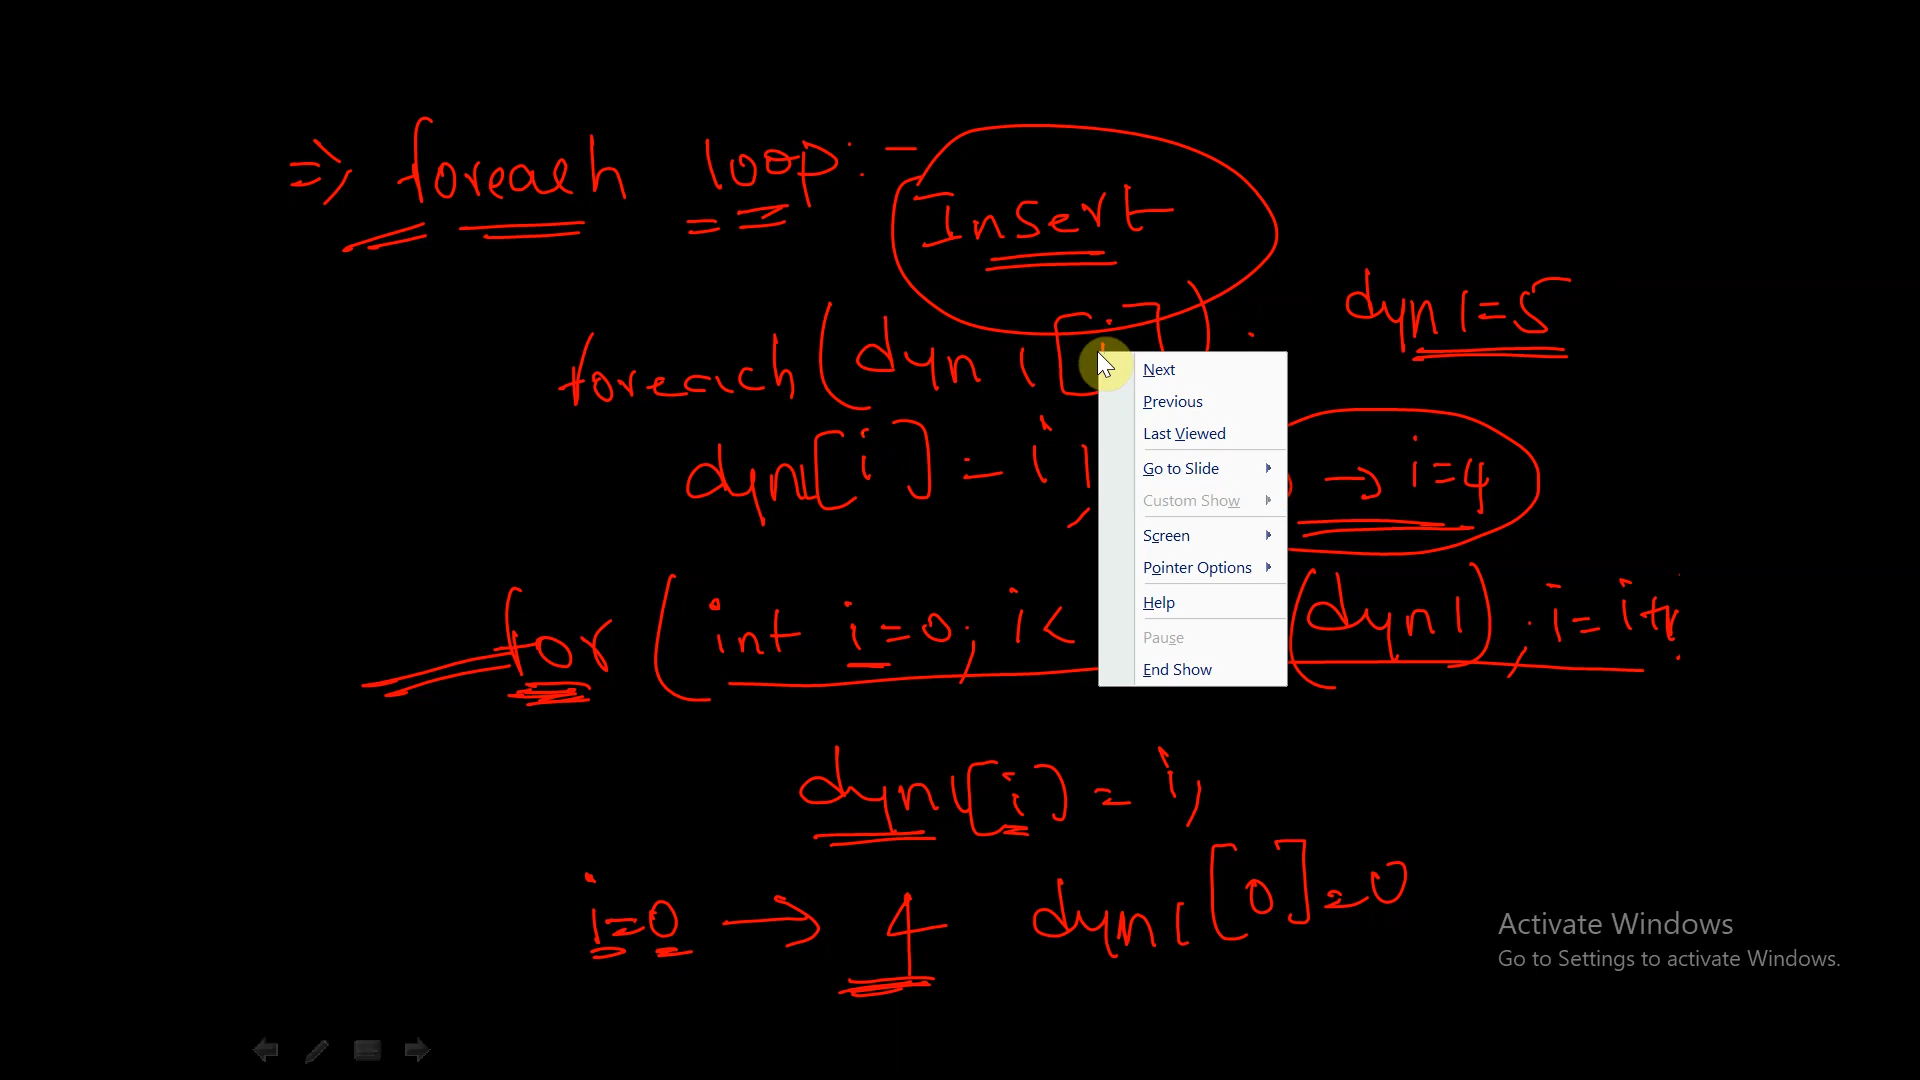 => foreach loop :-
Insert
dyn1=5
foreach (dyn1[i])
dyn1[i] = i;
→ i=4
for (int i=0; i<
(dyn1); i=i+1
dyn1[i] = i;
i=0 → 4
dyn1[0]=0
Next
Previous
Last Viewed
Go to Slide
Custom Show
Screen
Pointer Options
Help
Pause
End Show
Activate Windows
Go to Settings to activate Windows.